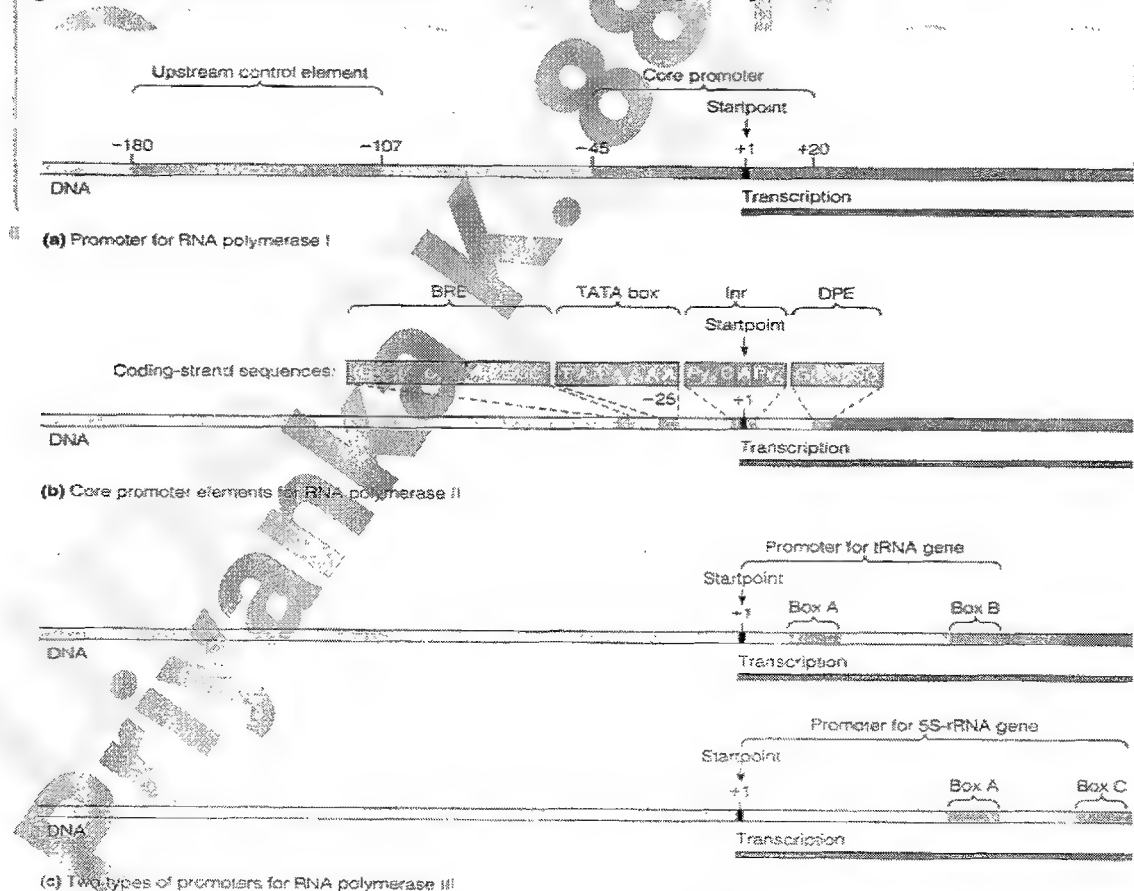 Upstream control element
Core promoter
Startpoint
−180
−107
−45
+1
+20
DNA
Transcription
(a) Promoter for RNA polymerase I
BRE
TATA box
Inr
DPE
Startpoint
Coding-strand sequences:
−25
+1
DNA
Transcription
(b) Core promoter elements for RNA polymerase II
Promoter for tRNA gene
Startpoint
+1
Box A
Box B
DNA
Transcription
Promoter for 5S-rRNA gene
Startpoint
+1
Box A
Box C
DNA
Transcription
(c) Two types of promoters for RNA polymerase III
Priyanka K.